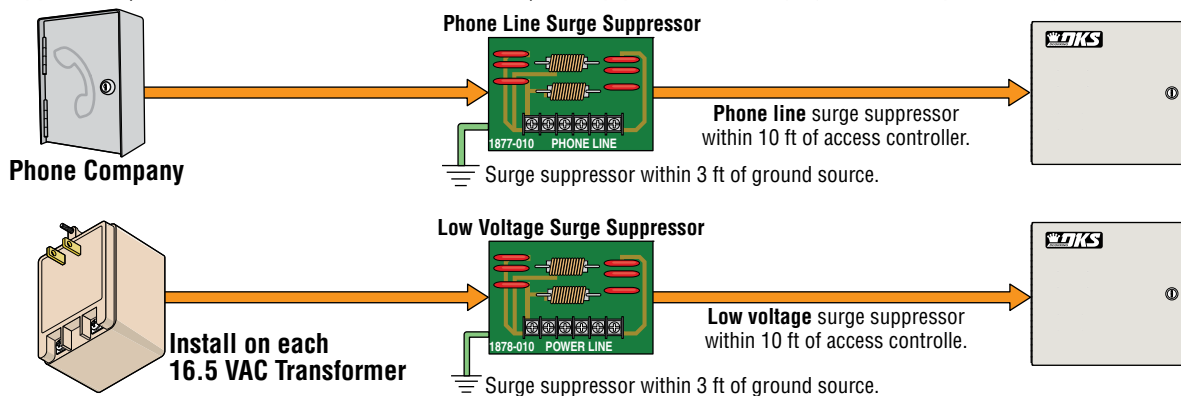 Phone Line Surge Suppressor
DKS
1877-010 PHONE LINE
Phone line surge suppressor
within 10 ft of access controller.
Phone Company
Surge suppressor within 3 ft of ground source.
Low Voltage Surge Suppressor
DKS
1878-010 POWER LINE
Low voltage surge suppressor
within 10 ft of access controlle.
Install on each
16.5 VAC Transformer
Surge suppressor within 3 ft of ground source.